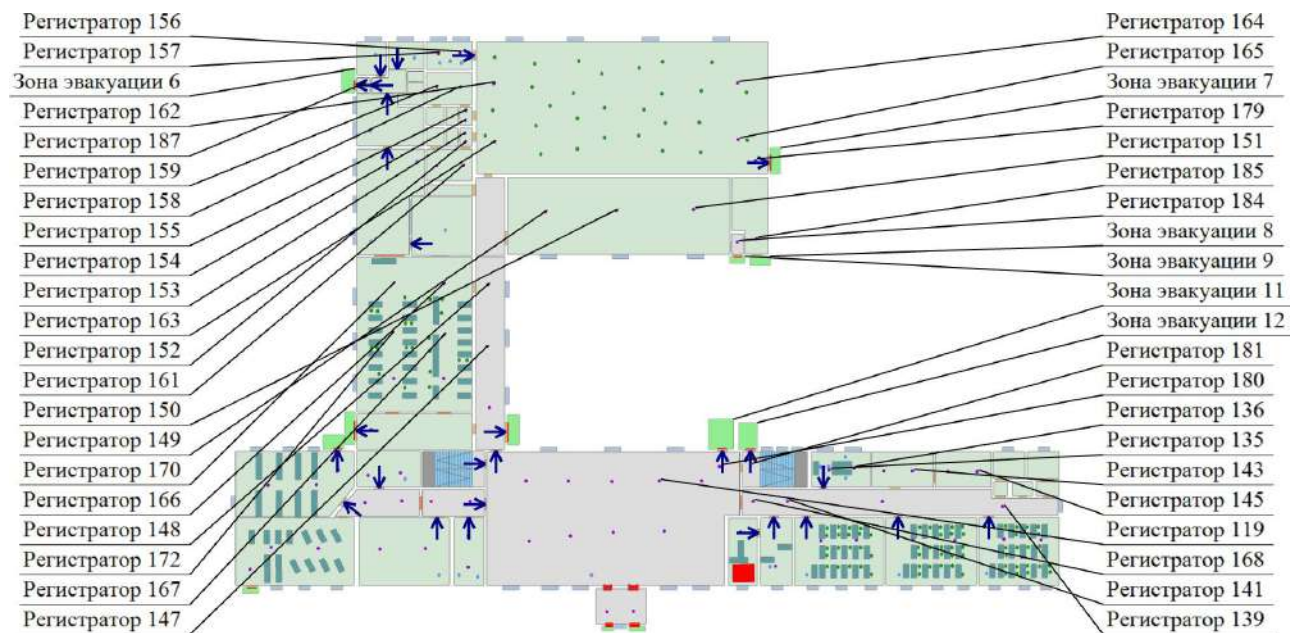 Регистратор 156
Регистратор 157
Зона эвакуации 6
Регистратор 162
Регистратор 187
Регистратор 159
Регистратор 158
Регистратор 155
Регистратор 154
Регистратор 153
Регистратор 163
Регистратор 152
Регистратор 161
Регистратор 150
Регистратор 149
Регистратор 170
Регистратор 166
Регистратор 148
Регистратор 172
Регистратор 167
Регистратор 147
Регистратор 164
Регистратор 165
Зона эвакуации 7
Регистратор 179
Регистратор 151
Регистратор 185
Регистратор 184
Зона эвакуации 8
Зона эвакуации 9
Зона эвакуации 11
Зона эвакуации 12
Регистратор 181
Регистратор 180
Регистратор 136
Регистратор 135
Регистратор 143
Регистратор 145
Регистратор 119
Регистратор 168
Регистратор 141
Регистратор 139